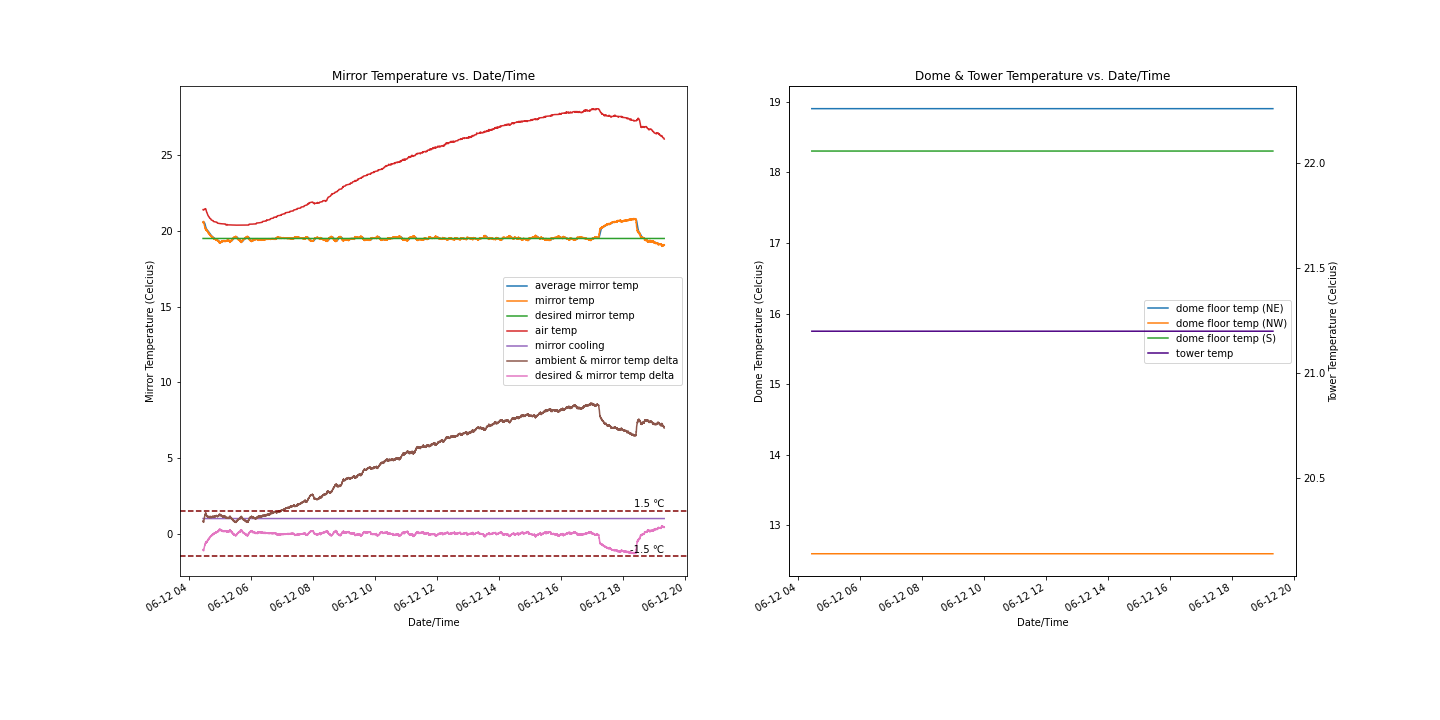 Mirror Temperature vs. Date/Time
Mirror Temperature (Celcius)
25
20
15
10
5
0
average mirror temp
mirror temp
desired mirror temp
air temp
mirror cooling
ambient & mirror temp delta
desired & mirror temp delta
1.5 °C
-1.5 °C
06-12 04
06-12 06
06-12 08
06-12 10
06-12 12
06-12 14
06-12 16
06-12 18
06-12 20
Date/Time
Dome & Tower Temperature vs. Date/Time
Dome Temperature (Celcius)
19
18
17
16
15
14
13
dome floor temp (NE)
dome floor temp (NW)
dome floor temp (S)
tower temp
22.0
21.5
21.0
20.5
Tower Temperature (Celcius)
06-12 04
06-12 06
06-12 08
06-12 10
06-12 12
06-12 14
06-12 16
06-12 18
06-12 20
Date/Time